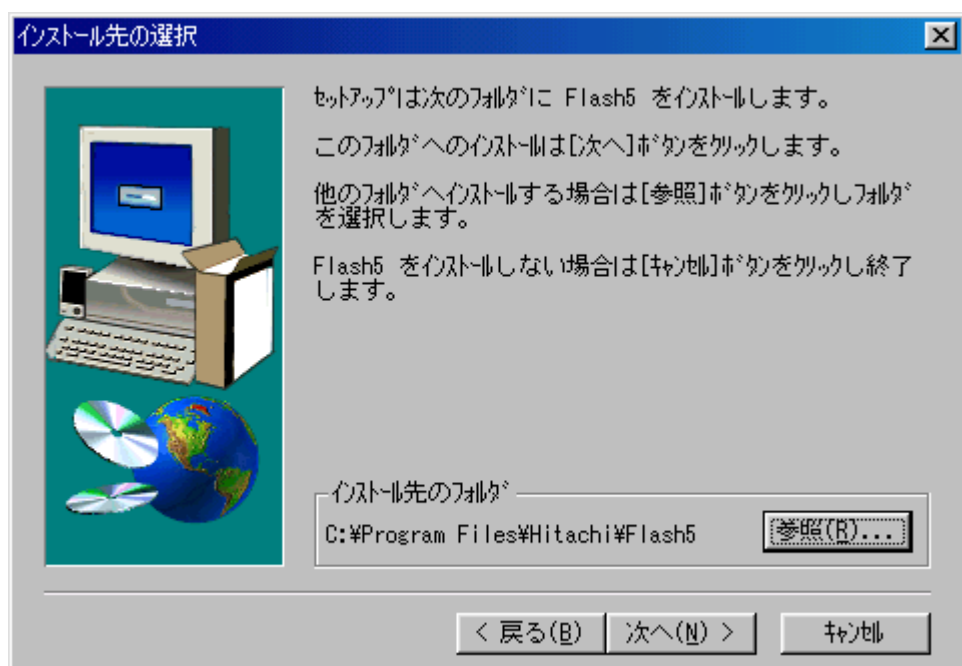 インストール先の選択
ｾｯﾄｱｯﾌﾟは次のﾌｫﾙﾀﾞに Flash5 をｲﾝｽﾄｰﾙします。
このﾌｫﾙﾀﾞへのｲﾝｽﾄｰﾙは[次へ]ﾎﾞﾀﾝをｸﾘｯｸします。
他のﾌｫﾙﾀﾞへｲﾝｽﾄｰﾙする場合は[参照]ﾎﾞﾀﾝをｸﾘｯｸしﾌｫﾙﾀﾞ
を選択します。
Flash5 をｲﾝｽﾄｰﾙしない場合は[ｷｬﾝｾﾙ]ﾎﾞﾀﾝをｸﾘｯｸし終了
します。
ｲﾝｽﾄｰﾙ先のﾌｫﾙﾀﾞ
C:¥Program Files¥Hitachi¥Flash5
参照(R)...
< 戻る(B)
次へ(N) >
ｷｬﾝｾﾙ